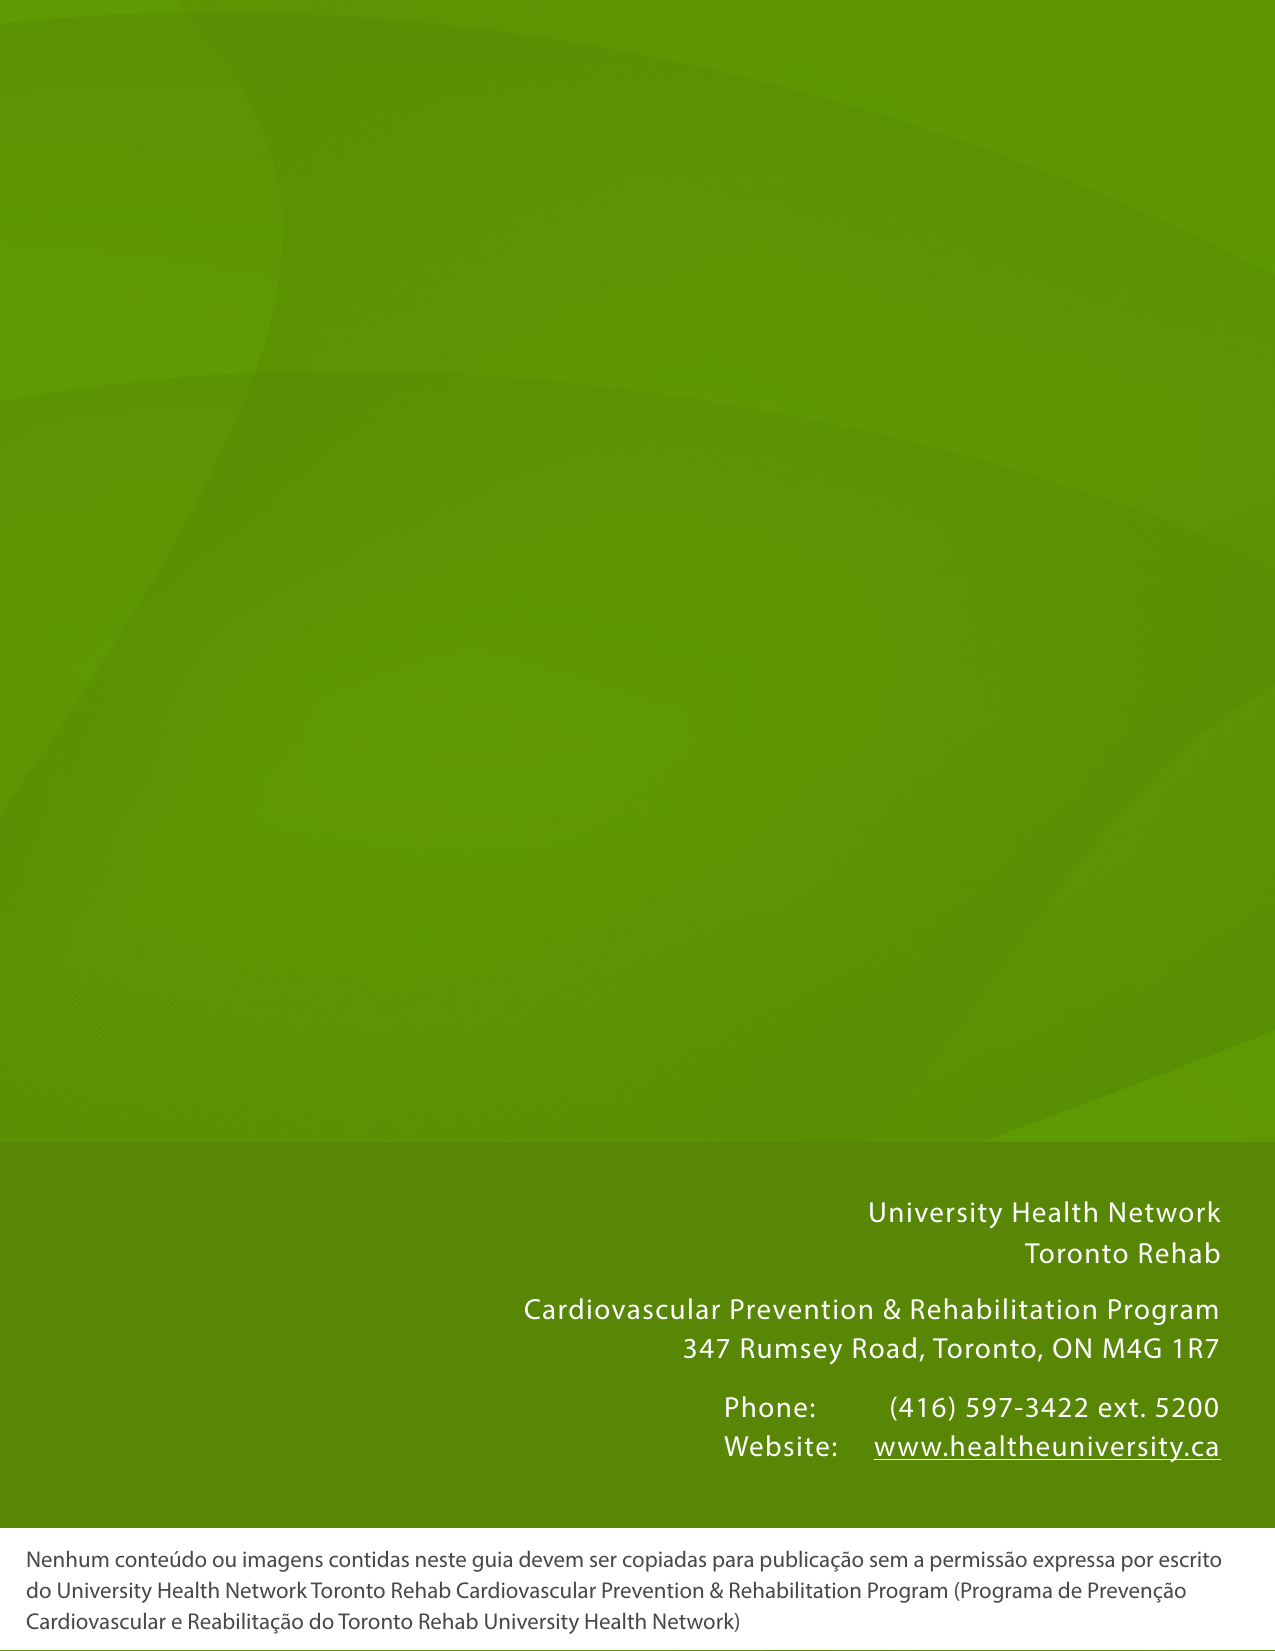 University Health Network
Toronto Rehab
Cardiovascular Prevention & Rehabilitation Program
347 Rumsey Road, Toronto, ON M4G 1R7
Phone: (416) 597-3422 ext. 5200
Website: www.healtheuniversity.ca
Nenhum conteúdo ou imagens contidas neste guia devem ser copiadas para publicação sem a permissão expressa por escrito
do University Health Network Toronto Rehab Cardiovascular Prevention & Rehabilitation Program (Programa de Prevenção
Cardiovascular e Reabilitação do Toronto Rehab University Health Network)